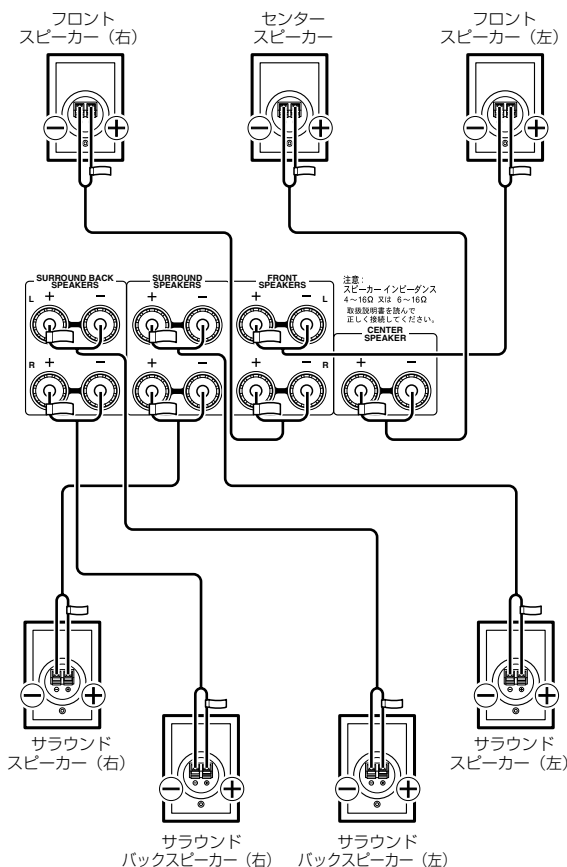 フロント
スピーカー（右）
センター
スピーカー
フロント
スピーカー（左）
SURROUND BACK
SPEAKERS
SURROUND
SPEAKERS
FRONT
SPEAKERS
注意：
スピーカー インピーダンス
4～16Ω 又は 6～16Ω
取扱説明書を読んで
正しく接続してください。
CENTER
SPEAKER
L
L
R
R
サラウンド
スピーカー（右）
サラウンド
スピーカー（左）
サラウンド
バックスピーカー（右）
サラウンド
バックスピーカー（左）